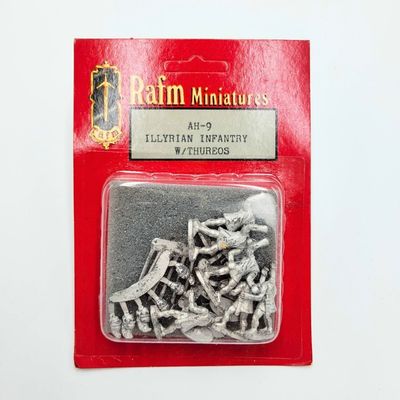 Rafm Miniatures
AH-9
ILLYRIAN INFANTRY
W/THUREOS